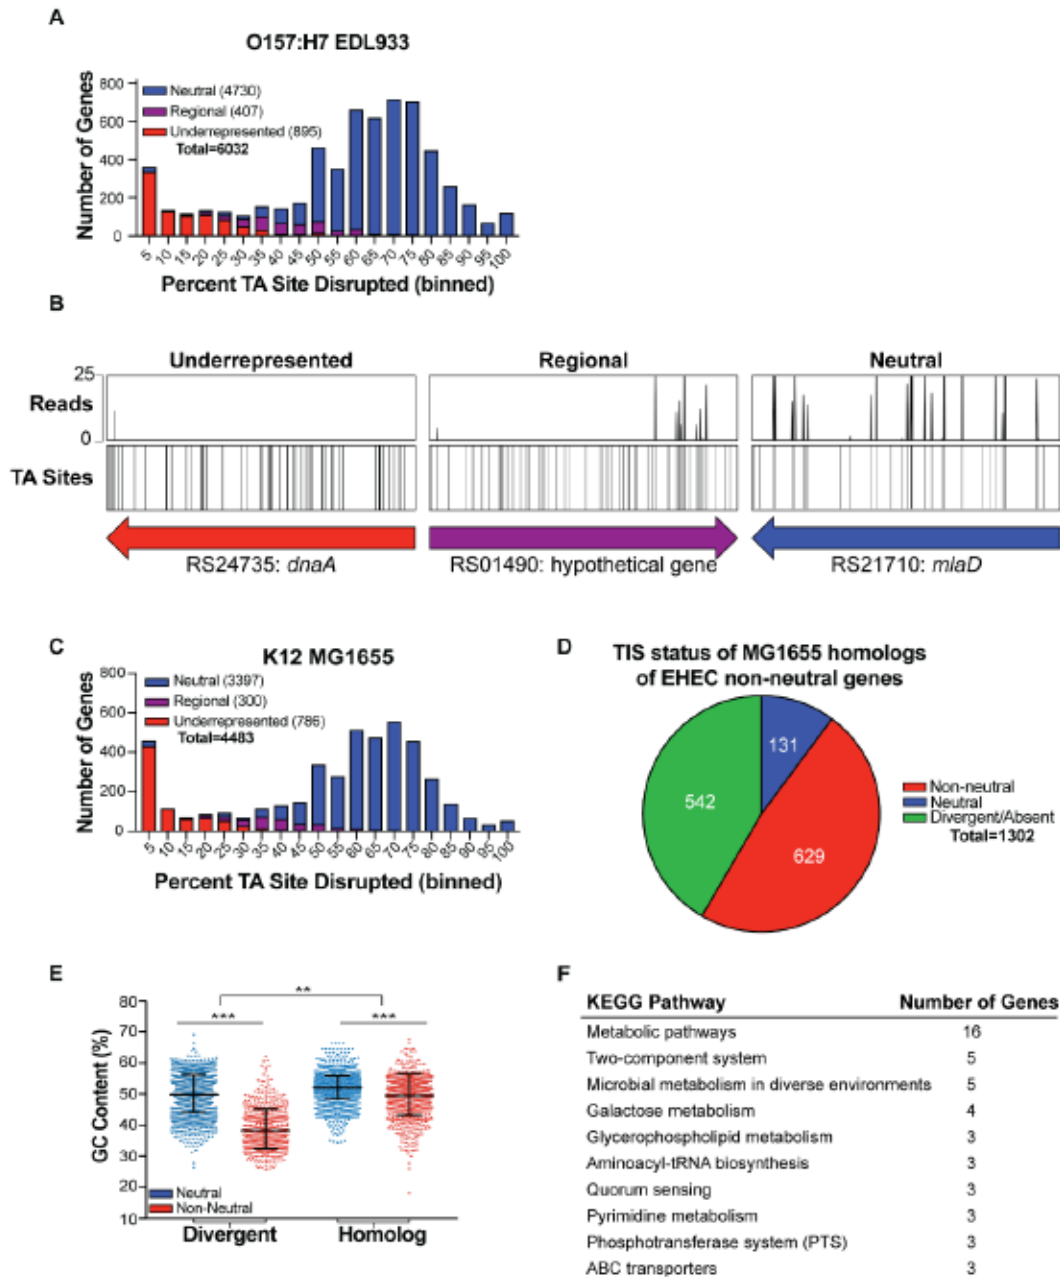 A
O157:H7 EDL933
Number of Genes
800
600
400
200
0
Neutral (4730)
Regional (407)
Underrepresented (895)
Total=6032
5 10 15 20 25 30 35 40 45 50 55 60 65 70 75 80 85 90 95 100
Percent TA Site Disrupted (binned)
B
Underrepresented Regional Neutral
25
Reads
0
TA Sites
RS24735: dnaA RS01490: hypothetical gene RS21710: mlaD
C
K12 MG1655
Number of Genes
800
600
400
200
0
Neutral (3397)
Regional (300)
Underrepresented (786)
Total=4483
5 10 15 20 25 30 35 40 45 50 55 60 65 70 75 80 85 90 95 100
Percent TA Site Disrupted (binned)
D
TIS status of MG1655 homologs
of EHEC non-neutral genes
131
542
629
Non-neutral
Neutral
Divergent/Absent
Total=1302
E
GC Content (%)
80
70
60
50
40
30
20
10
**
*** ***
Neutral
Non-Neutral
Divergent Homolog
F
KEGG Pathway Number of Genes
Metabolic pathways 16
Two-component system 5
Microbial metabolism in diverse environments 5
Galactose metabolism 4
Glycerophospholipid metabolism 3
Aminoacyl-tRNA biosynthesis 3
Quorum sensing 3
Pyrimidine metabolism 3
Phosphotransferase system (PTS) 3
ABC transporters 3